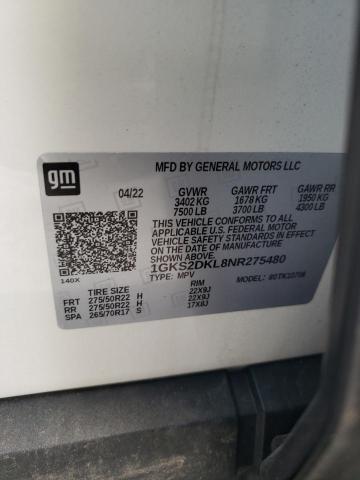 gm
MFD BY GENERAL MOTORS LLC
04/22 GVWR GAWR FRT GAWR RR
3402 KG 1678 KG 1950 KG
7500 LB 3700 LB 4300 LB
THIS VEHICLE CONFORMS TO ALL
APPLICABLE U.S. FEDERAL MOTOR
VEHICLE SAFETY STANDARDS IN
EFFECT ON THE DATE OF MANUFACTURE
SHOWN ABOVE.
1GKS2DKL8NR275480
TYPE: MPV MODEL:
140X
TIRE SIZE RIM
FRT 275/50R22 H 22X9J
RR 275/50R22 H 22X9J
SPA 265/70R17 S 17X8J